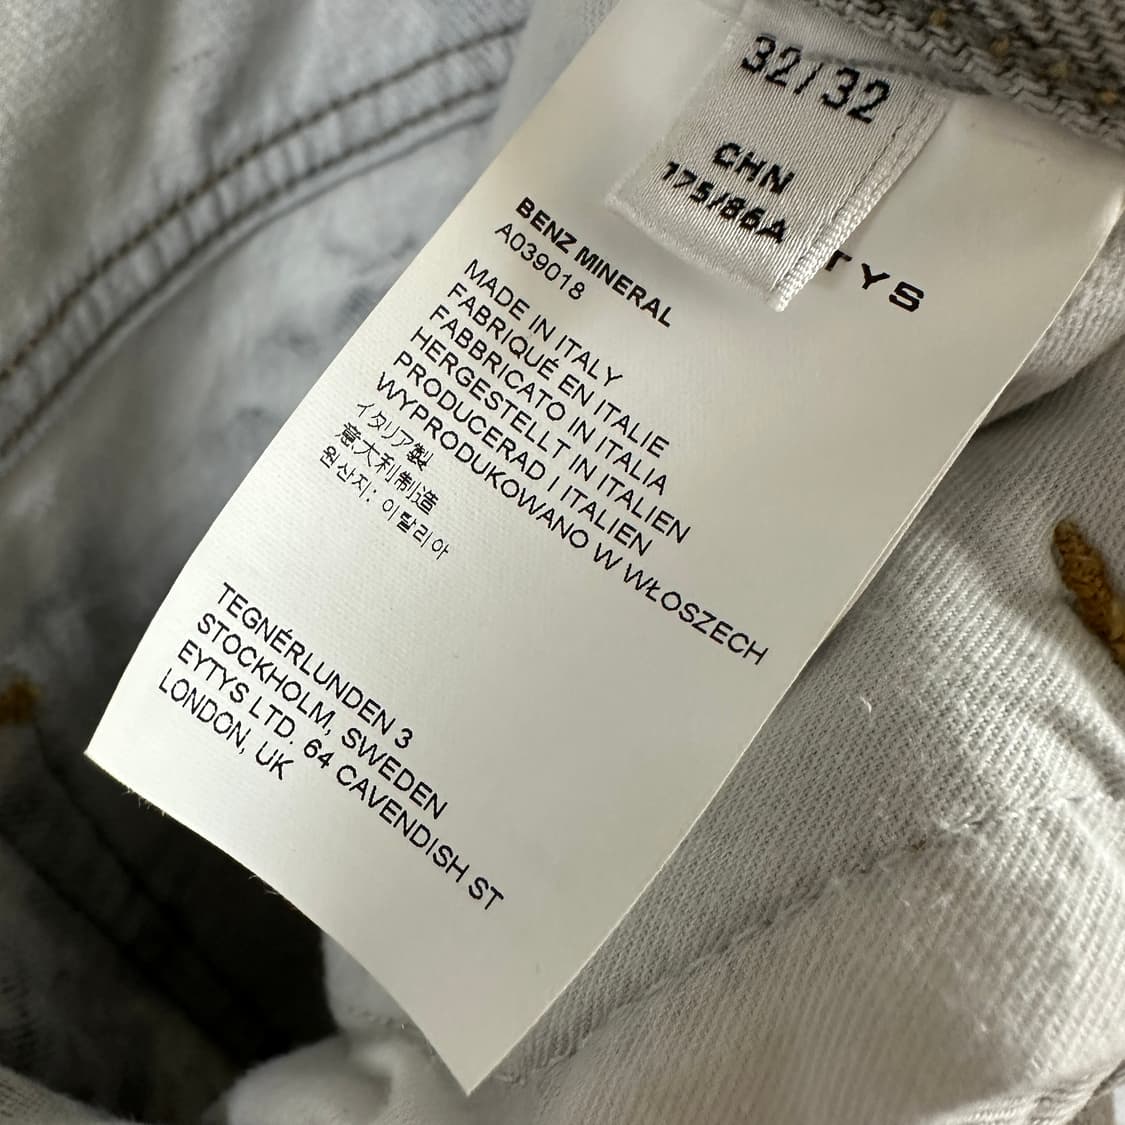 32/32
CHN
175/86A
TYS
BENZ MINERAL
A039018
MADE IN ITALY
FABRIQUÉ EN ITALIE
FABBRICATO IN ITALIA
HERGESTELLT IN ITALIEN
PRODUCERAD I ITALIEN
WYPRODUKOWANO W WŁOSZECH
イタリア製
意大利制造
원산지: 이탈리아
TEGNÉRLUNDEN 3
STOCKHOLM, SWEDEN
EYTYS LTD. 64 CAVENDISH ST
LONDON, UK